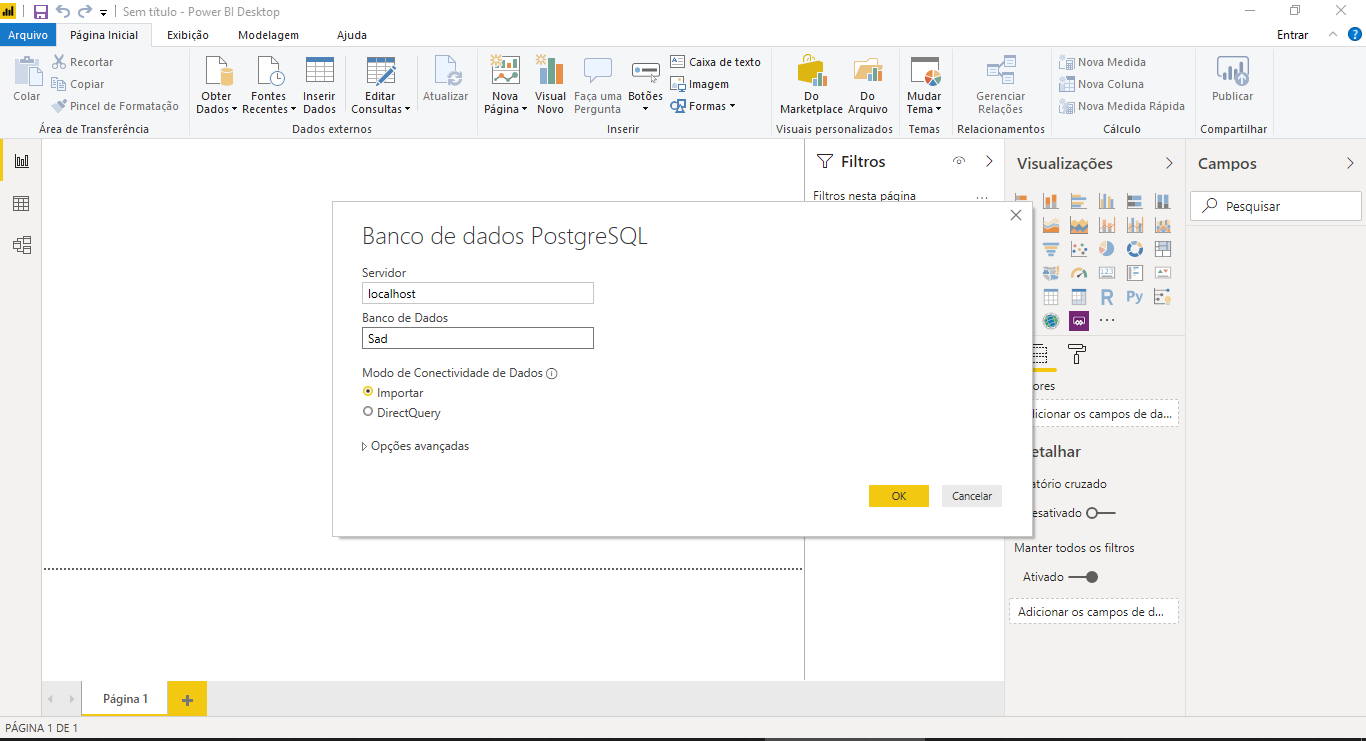 Sem título - Power BI Desktop
Arquivo Página Inicial Exibição Modelagem Ajuda Entrar ?
Colar
Recortar
Copiar
Pincel de Formatação
Área de Transferência
Obter Dados
Fontes Recentes
Inserir Dados
Editar Consultas
Dados externos
Atualizar
Nova Página
Visual Novo
Faça uma Pergunta
Botões
Caixa de texto
Imagem
Formas
Inserir
Do Marketplace
Do Arquivo
Visuais personalizados
Mudar Tema
Temas
Gerenciar Relações
Relacionamentos
Nova Medida
Nova Coluna
Nova Medida Rápida
Cálculo
Publicar
Compartilhar
Filtros
Filtros nesta página ...
Visualizações
Campos
Pesquisar
Banco de dados PostgreSQL
Servidor
localhost
Banco de Dados
Sad
Modo de Conectividade de Dados
Importar
DirectQuery
Opções avançadas
OK Cancelar
123
R Py
...
ores
dicionar os campos de da...
etalhar
atório cruzado
esativado
Manter todos os filtros
Ativado
Adicionar os campos de d...
Página 1 +
PÁGINA 1 DE 1